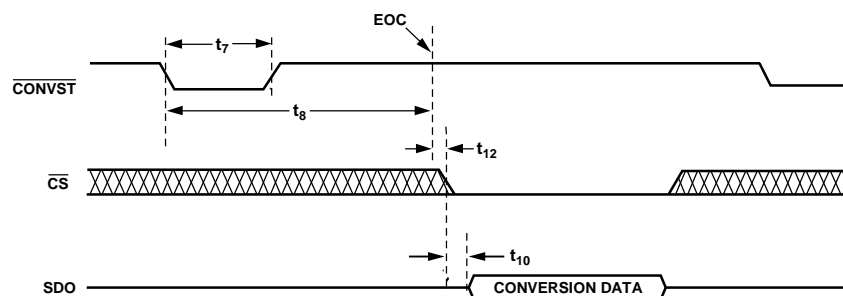 EOC
t7
CONVST
t8
t12
CS
t10
SDO
CONVERSION DATA